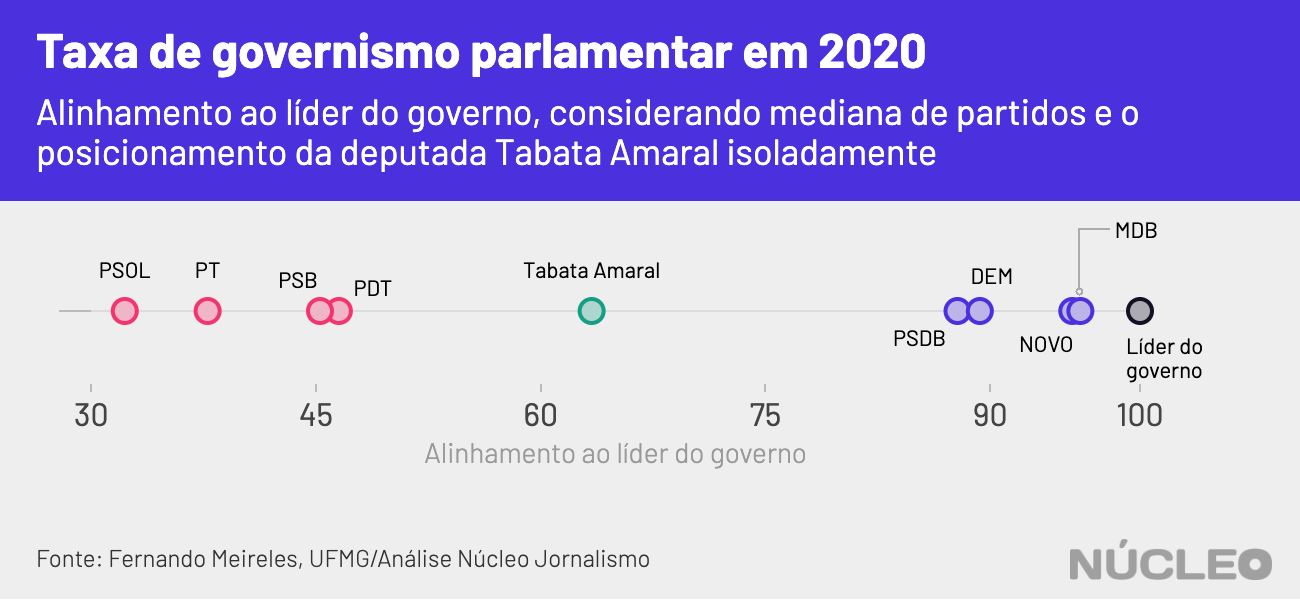 Taxa de governismo parlamentar em 2020
Alinhamento ao líder do governo, considerando mediana de partidos e o
posicionamento da deputada Tabata Amaral isoladamente
MDB
PSOL
PT
PSB
PDT
Tabata Amaral
DEM
PSDB
NOVO
Líder do
governo
30
45
60
75
90
100
Alinhamento ao líder do governo
Fonte: Fernando Meireles, UFMG/Análise Núcleo Jornalismo
NÚCLEO